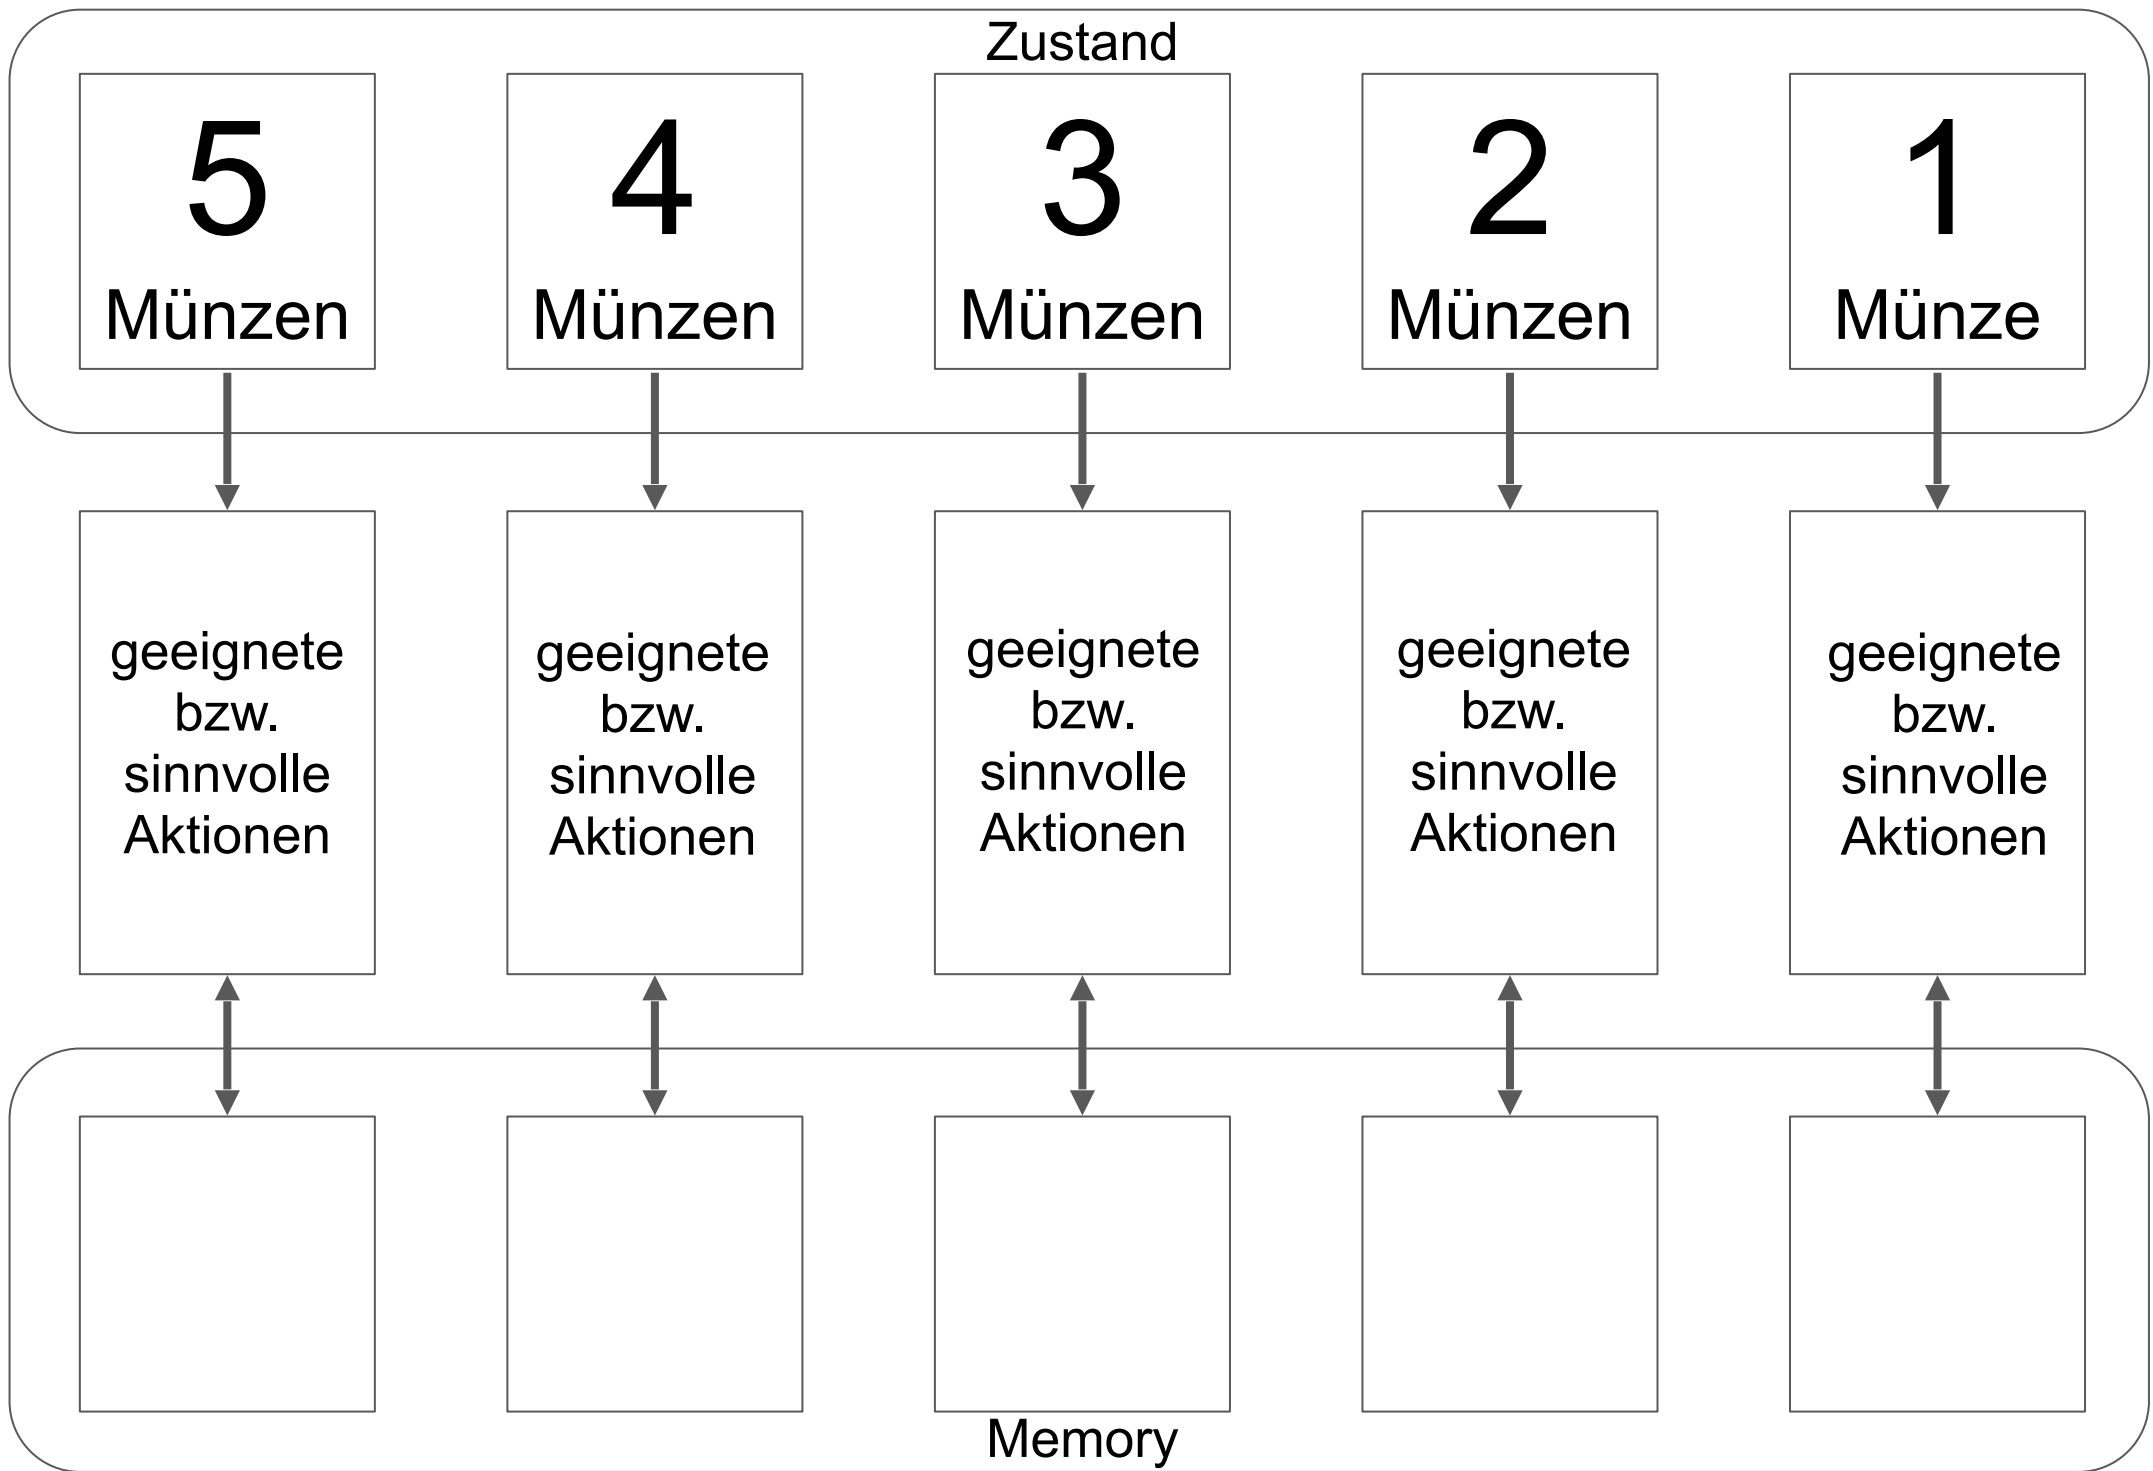 Zustand
5
Münzen
4
Münzen
3
Münzen
2
Münzen
1
Münze
geeignete
bzw.
sinnvolle
Aktionen
geeignete
bzw.
sinnvolle
Aktionen
geeignete
bzw.
sinnvolle
Aktionen
geeignete
bzw.
sinnvolle
Aktionen
geeignete
bzw.
sinnvolle
Aktionen
Memory